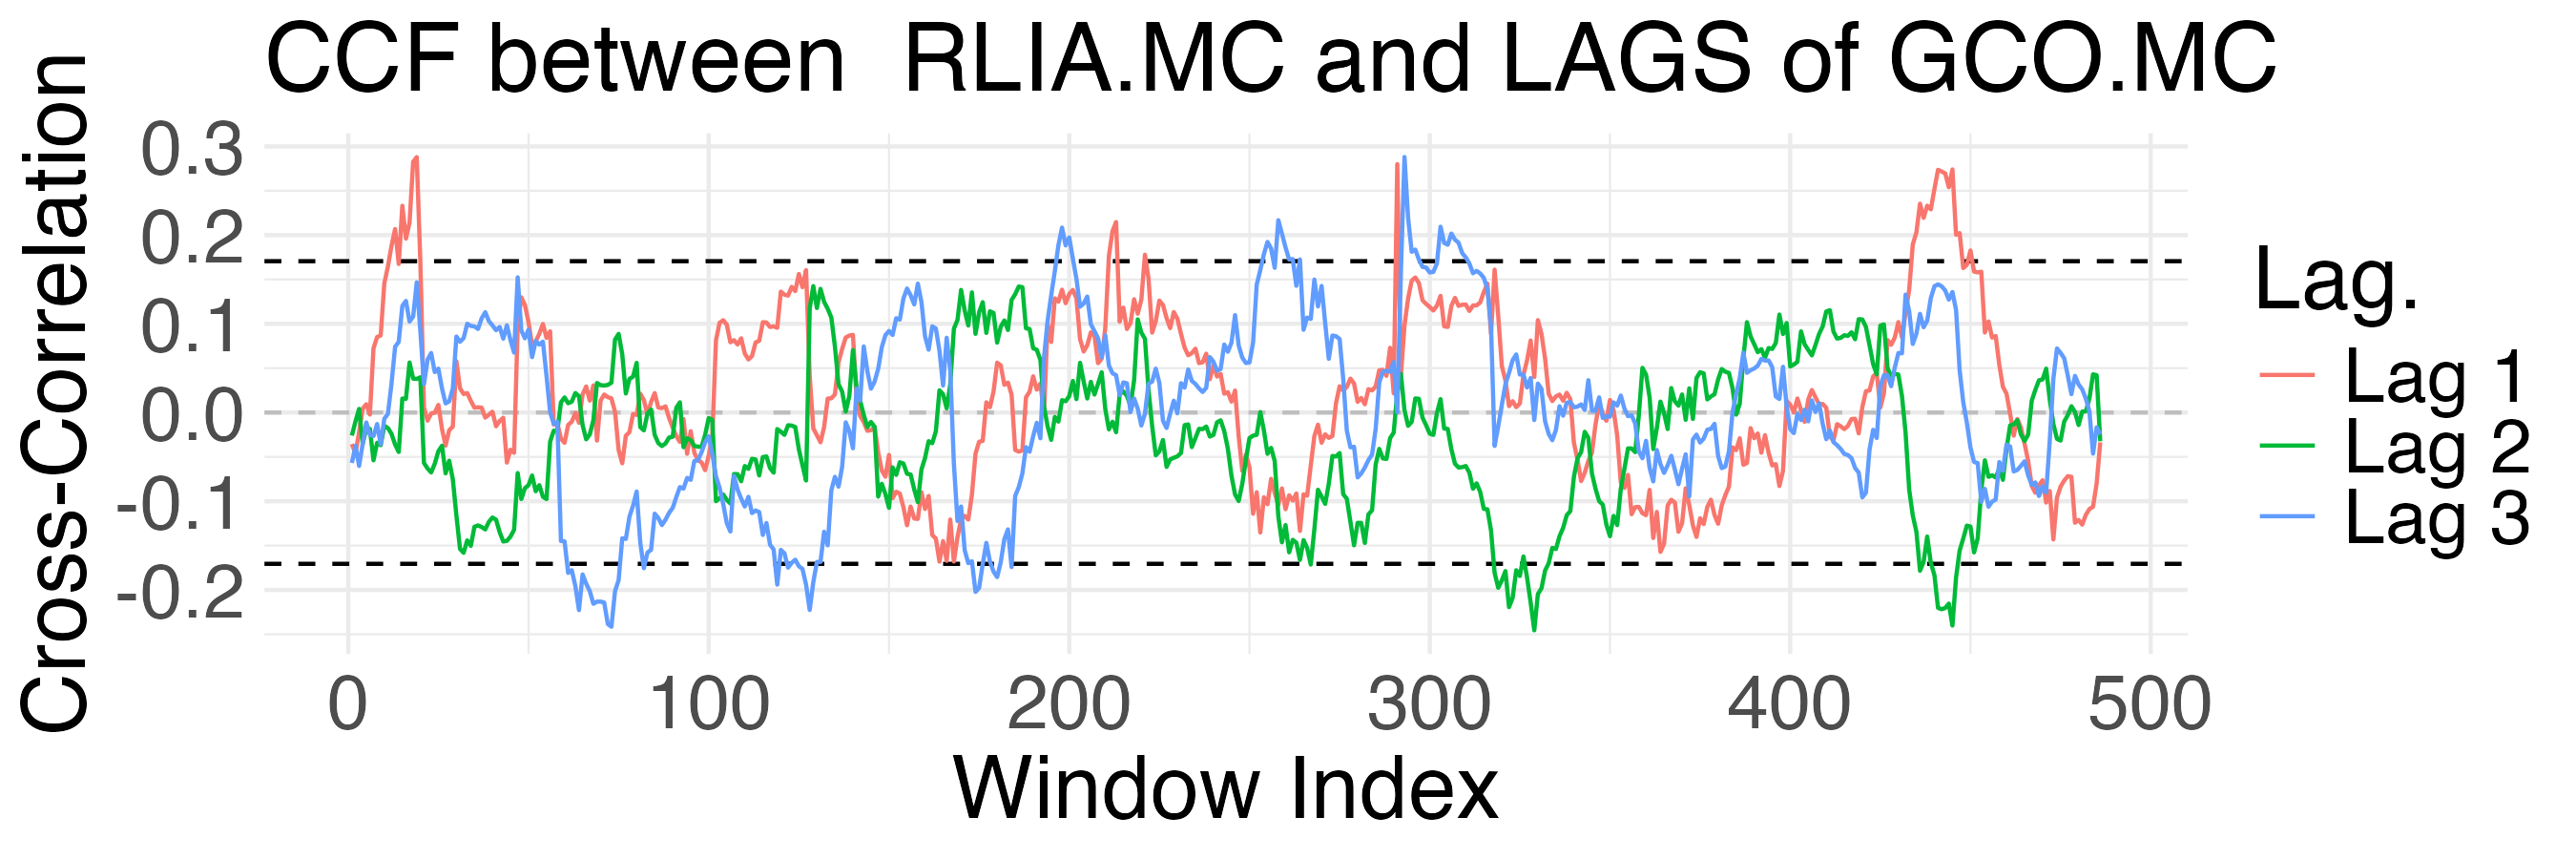 CCF between  RLIA.MC and LAGS of GCO.MC
Cross-Correlation
0.3
0.2
0.1
0.0
-0.1
-0.2
0 100 200 300 400 500
Window Index
Lag.
Lag 1
Lag 2
Lag 3